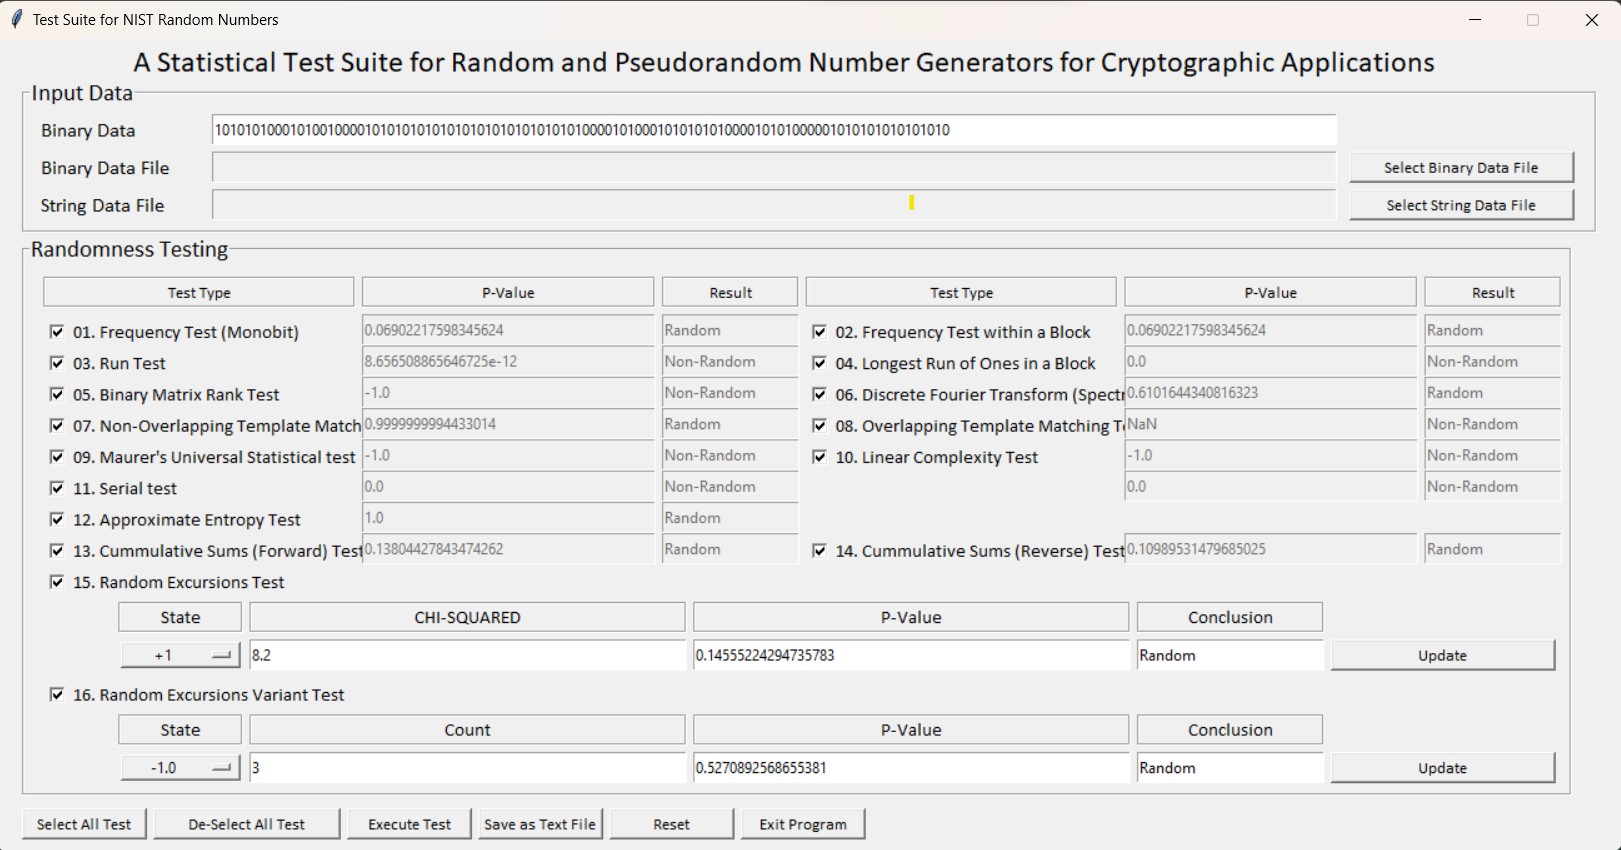 Test Suite for NIST Random Numbers
A Statistical Test Suite for Random and Pseudorandom Number Generators for Cryptographic Applications
Input Data
Binary Data
Binary Data File
Select Binary Data File
String Data File
Select String Data File
Randomness Testing
Test Type P-Value Result Test Type P-Value Result
01. Frequency Test (Monobit) 0.06902217598345624 Random 02. Frequency Test within a Block 0.06902217598345624 Random
03. Run Test 8.656508865646725e-12 Non-Random 04. Longest Run of Ones in a Block 0.0 Non-Random
05. Binary Matrix Rank Test -1.0 Non-Random 06. Discrete Fourier Transform (Spectr 0.6101644340816323 Random
07. Non-Overlapping Template Match 0.9999999994433014 Random 08. Overlapping Template Matching T NaN Non-Random
09. Maurer's Universal Statistical test -1.0 Non-Random 10. Linear Complexity Test -1.0 Non-Random
11. Serial test 0.0 Non-Random 0.0 Non-Random
12. Approximate Entropy Test 1.0 Random
13. Cummulative Sums (Forward) Test 0.13804427843474262 Random 14. Cummulative Sums (Reverse) Test 0.10989531479685025 Random
15. Random Excursions Test
State CHI-SQUARED P-Value Conclusion
+1 8.2 0.14555224294735783 Random Update
16. Random Excursions Variant Test
State Count P-Value Conclusion
-1.0 3 0.5270892568655381 Random Update
Select All Test De-Select All Test Execute Test Save as Text File Reset Exit Program